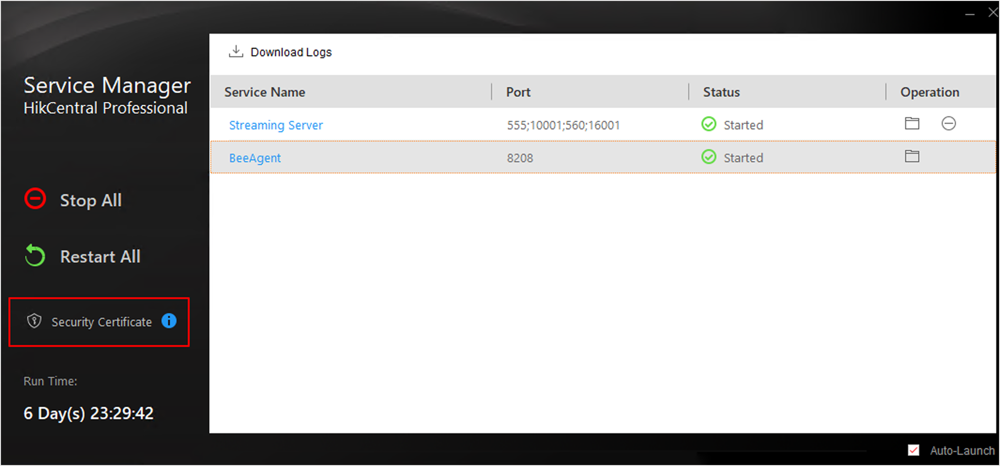 Service Manager
HikCentral Professional
Stop All
Restart All
Security Certificate
Run Time:
6 Day(s) 23:29:42
Download Logs
Service Name Port Status Operation
Streaming Server 555;10001;560;16001 Started
BeeAgent 8208 Started
Auto-Launch